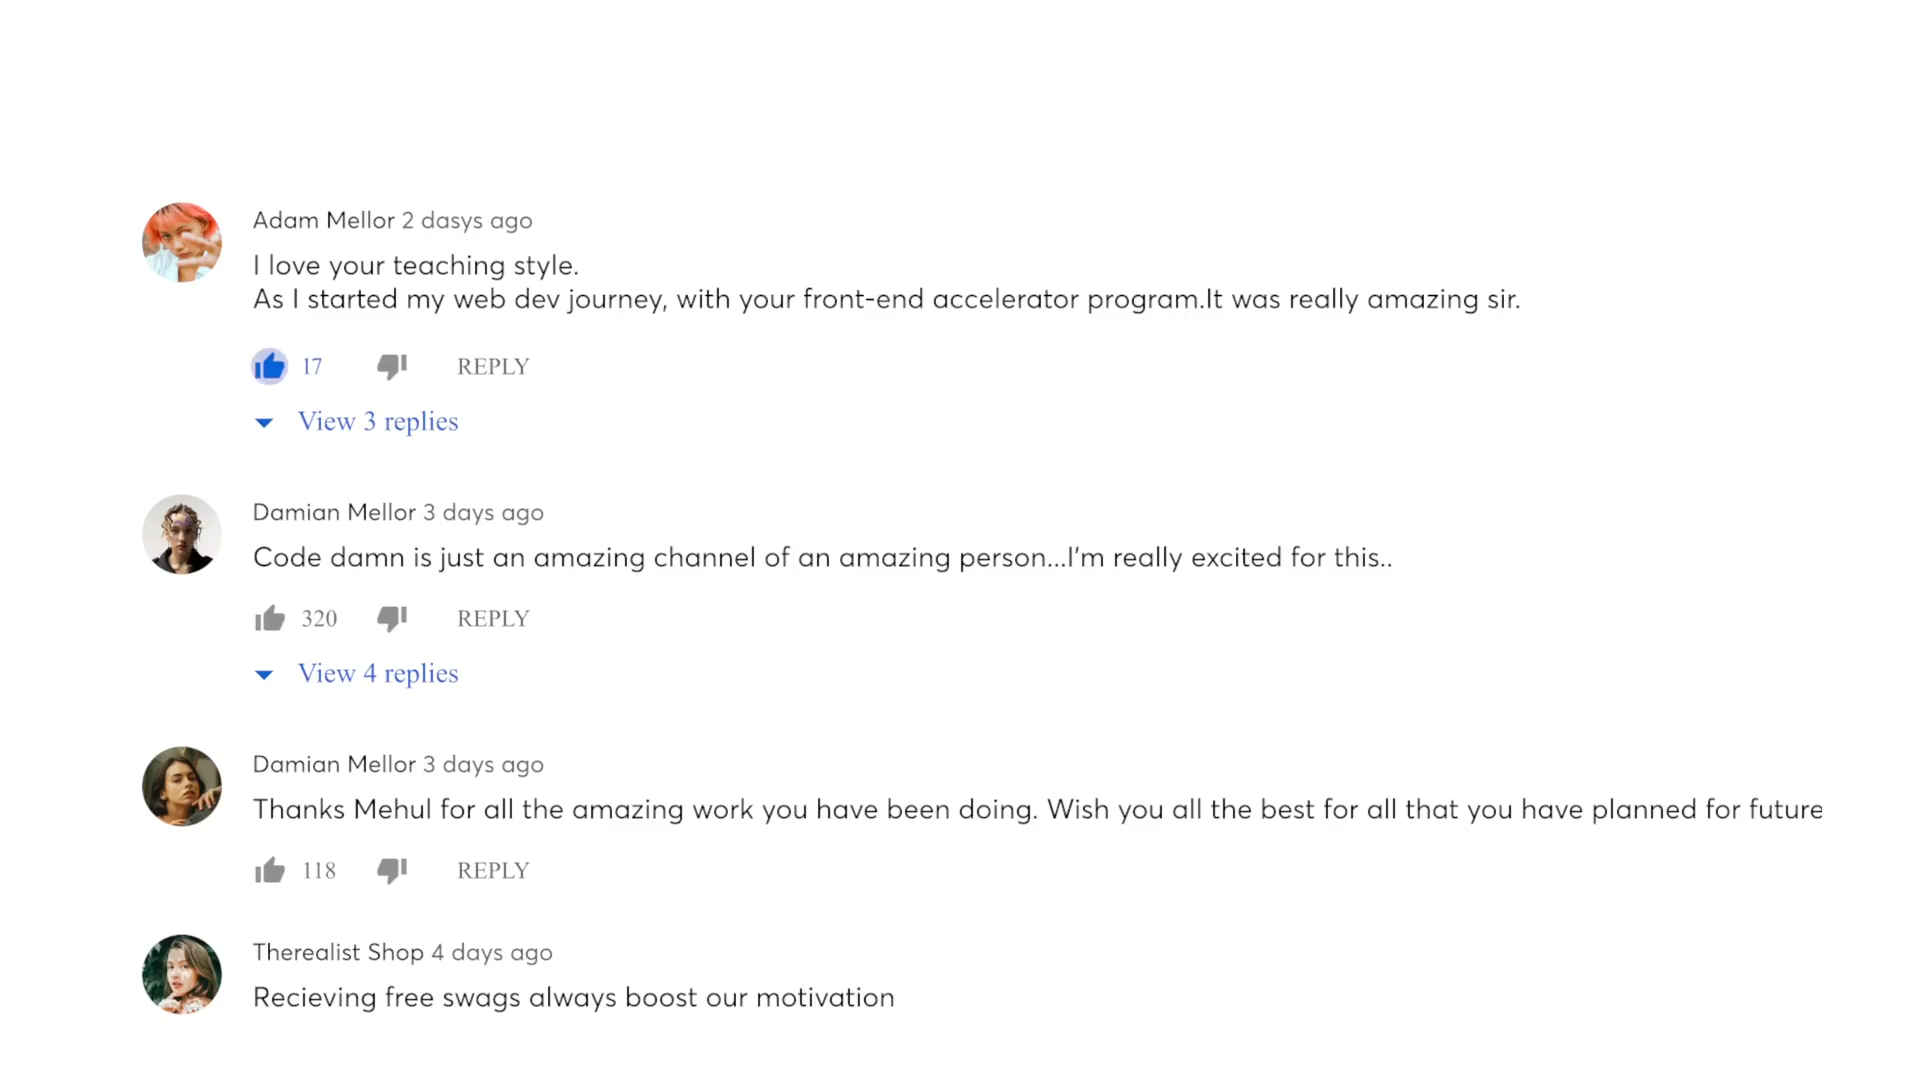 Adam Mellor 2 dasys ago
I love your teaching style.
As I started my web dev journey, with your front-end accelerator program.It was really amazing sir.
17 REPLY
View 3 replies
Damian Mellor 3 days ago
Code damn is just an amazing channel of an amazing person...I'm really excited for this..
320 REPLY
View 4 replies
Damian Mellor 3 days ago
Thanks Mehul for all the amazing work you have been doing. Wish you all the best for all that you have planned for future
118 REPLY
Therealist Shop 4 days ago
Recieving free swags always boost our motivation